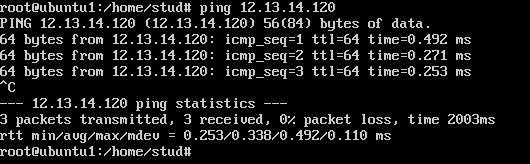 root@ubuntu1:/home/stud# ping 12.13.14.120
PING 12.13.14.120 (12.13.14.120) 56(84) bytes of data.
64 bytes from 12.13.14.120: icmp_seq=1 ttl=64 time=0.492 ms
64 bytes from 12.13.14.120: icmp_seq=2 ttl=64 time=0.271 ms
64 bytes from 12.13.14.120: icmp_seq=3 ttl=64 time=0.253 ms
^C
--- 12.13.14.120 ping statistics ---
3 packets transmitted, 3 received, 0% packet loss, time 2003ms
rtt min/avg/max/mdev = 0.253/0.338/0.492/0.110 ms
root@ubuntu1:/home/stud#